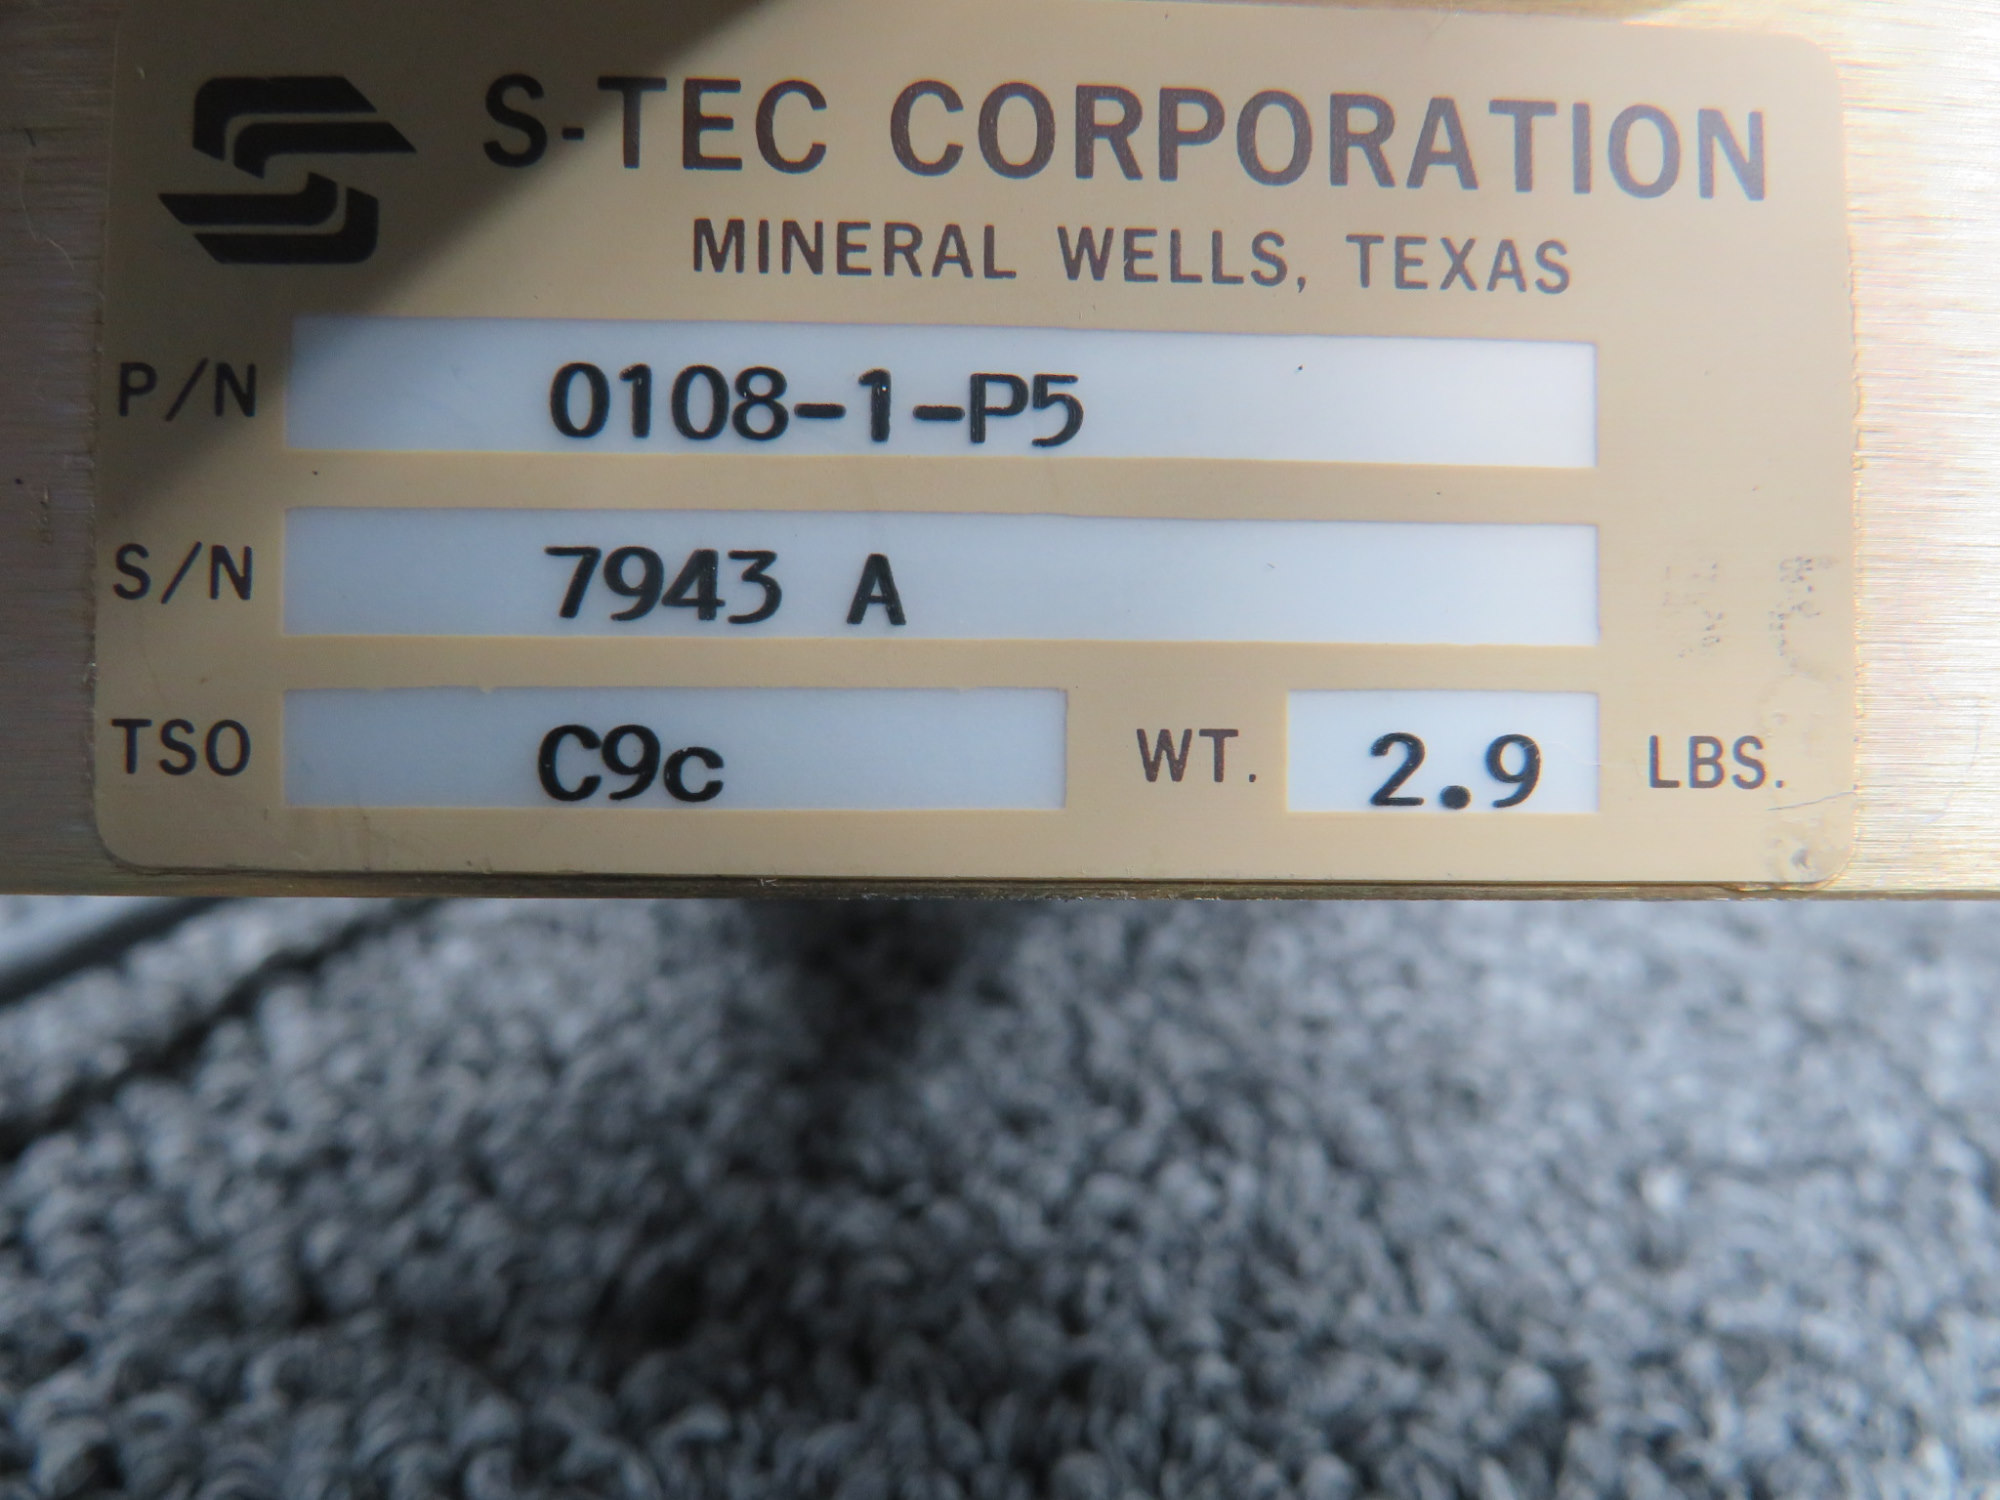 S-TEC CORPORATION
MINERAL WELLS, TEXAS
P/N 0108-1-P5
S/N 7943 A
TSO C9c WT. 2.9 LBS.